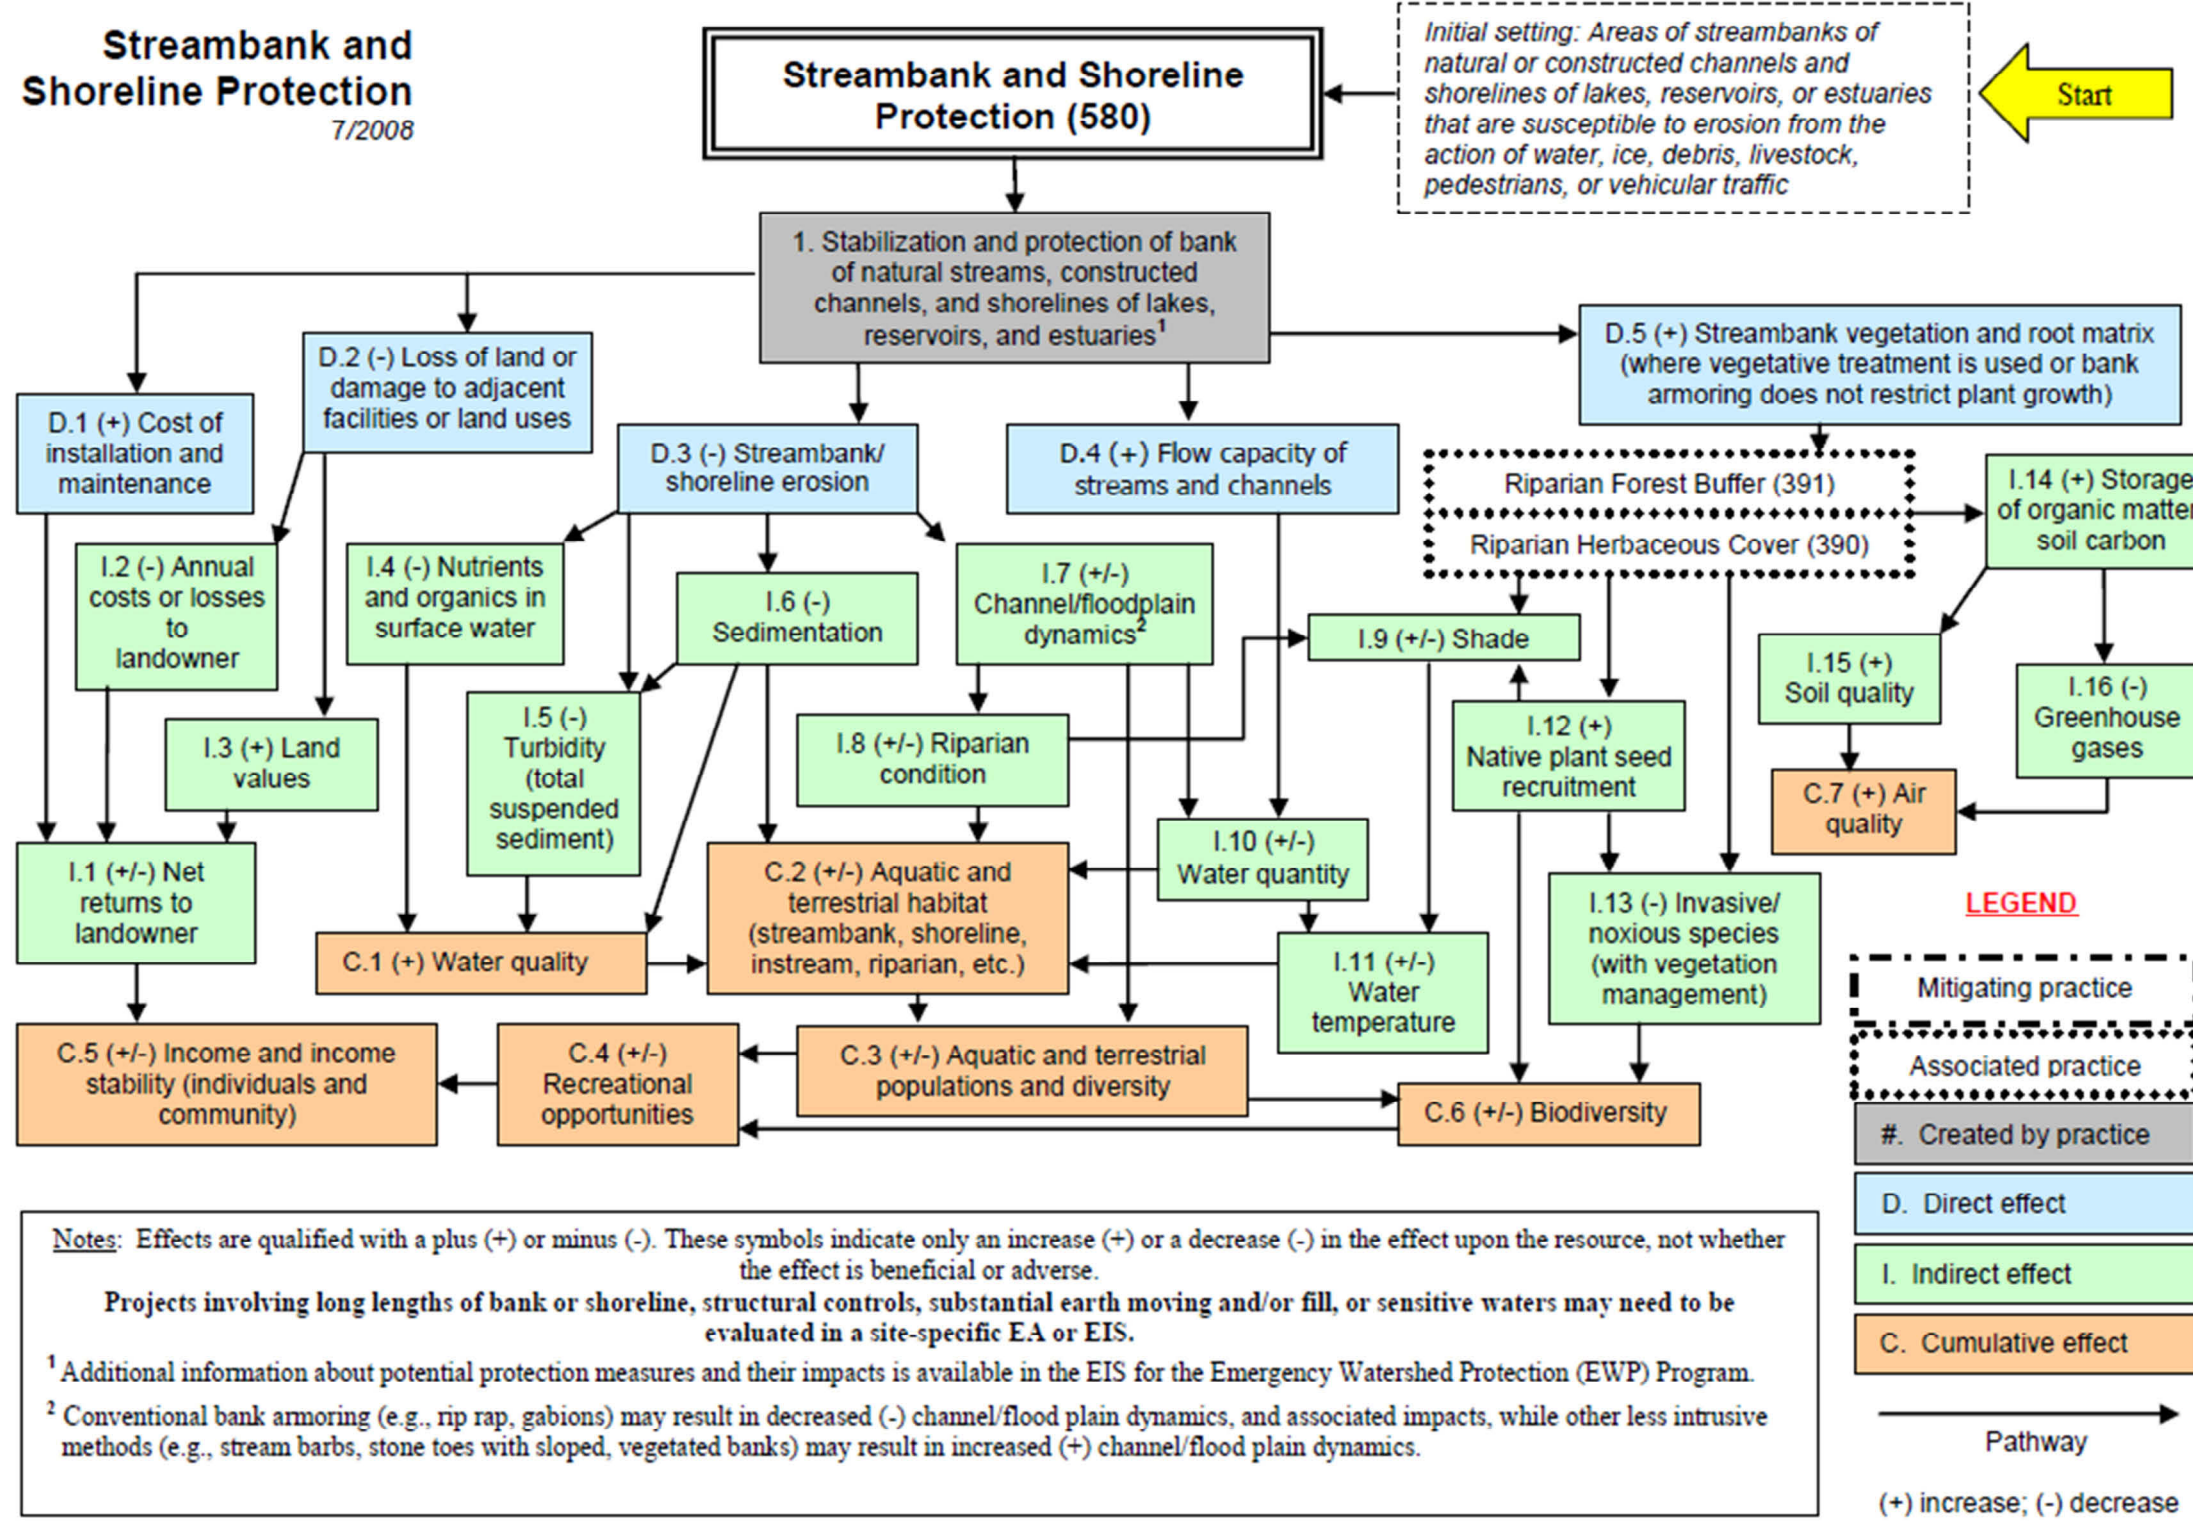 Streambank and
Shoreline Protection
7/2008
Streambank and Shoreline
Protection (580)
Initial setting: Areas of streambanks of
natural or constructed channels and
shorelines of lakes, reservoirs, or estuaries
that are susceptible to erosion from the
action of water, ice, debris, livestock,
pedestrians, or vehicular traffic
Start
1. Stabilization and protection of bank
of natural streams, constructed
channels, and shorelines of lakes,
reservoirs, and estuaries1
D.1 (+) Cost of
installation and
maintenance
D.2 (-) Loss of land or
damage to adjacent
facilities or land uses
D.3 (-) Streambank/
shoreline erosion
D.4 (+) Flow capacity of
streams and channels
D.5 (+) Streambank vegetation and root matrix
(where vegetative treatment is used or bank
armoring does not restrict plant growth)
Riparian Forest Buffer (391)
Riparian Herbaceous Cover (390)
I.14 (+) Storage
of organic matter
soil carbon
I.2 (-) Annual
costs or losses
to
landowner
I.4 (-) Nutrients
and organics in
surface water
I.6 (-)
Sedimentation
I.7 (+/-)
Channel/floodplain
dynamics2
I.9 (+/-) Shade
I.15 (+)
Soil quality
I.16 (-)
Greenhouse
gases
I.3 (+) Land
values
I.5 (-)
Turbidity
(total
suspended
sediment)
I.8 (+/-) Riparian
condition
I.12 (+)
Native plant seed
recruitment
C.7 (+) Air
quality
I.1 (+/-) Net
returns to
landowner
I.10 (+/-)
Water quantity
C.2 (+/-) Aquatic and
terrestrial habitat
(streambank, shoreline,
instream, riparian, etc.)
C.1 (+) Water quality
I.11 (+/-)
Water
temperature
I.13 (-) Invasive/
noxious species
(with vegetation
management)
C.5 (+/-) Income and income
stability (individuals and
community)
C.4 (+/-)
Recreational
opportunities
C.3 (+/-) Aquatic and terrestrial
populations and diversity
C.6 (+/-) Biodiversity
LEGEND
Mitigating practice
Associated practice
#. Created by practice
D. Direct effect
I. Indirect effect
C. Cumulative effect
Pathway
(+) increase; (-) decrease
Notes: Effects are qualified with a plus (+) or minus (-). These symbols indicate only an increase (+) or a decrease (-) in the effect upon the resource, not whether
the effect is beneficial or adverse.
Projects involving long lengths of bank or shoreline, structural controls, substantial earth moving and/or fill, or sensitive waters may need to be
evaluated in a site-specific EA or EIS.
1 Additional information about potential protection measures and their impacts is available in the EIS for the Emergency Watershed Protection (EWP) Program.
2 Conventional bank armoring (e.g., rip rap, gabions) may result in decreased (-) channel/flood plain dynamics, and associated impacts, while other less intrusive
methods (e.g., stream barbs, stone toes with sloped, vegetated banks) may result in increased (+) channel/flood plain dynamics.